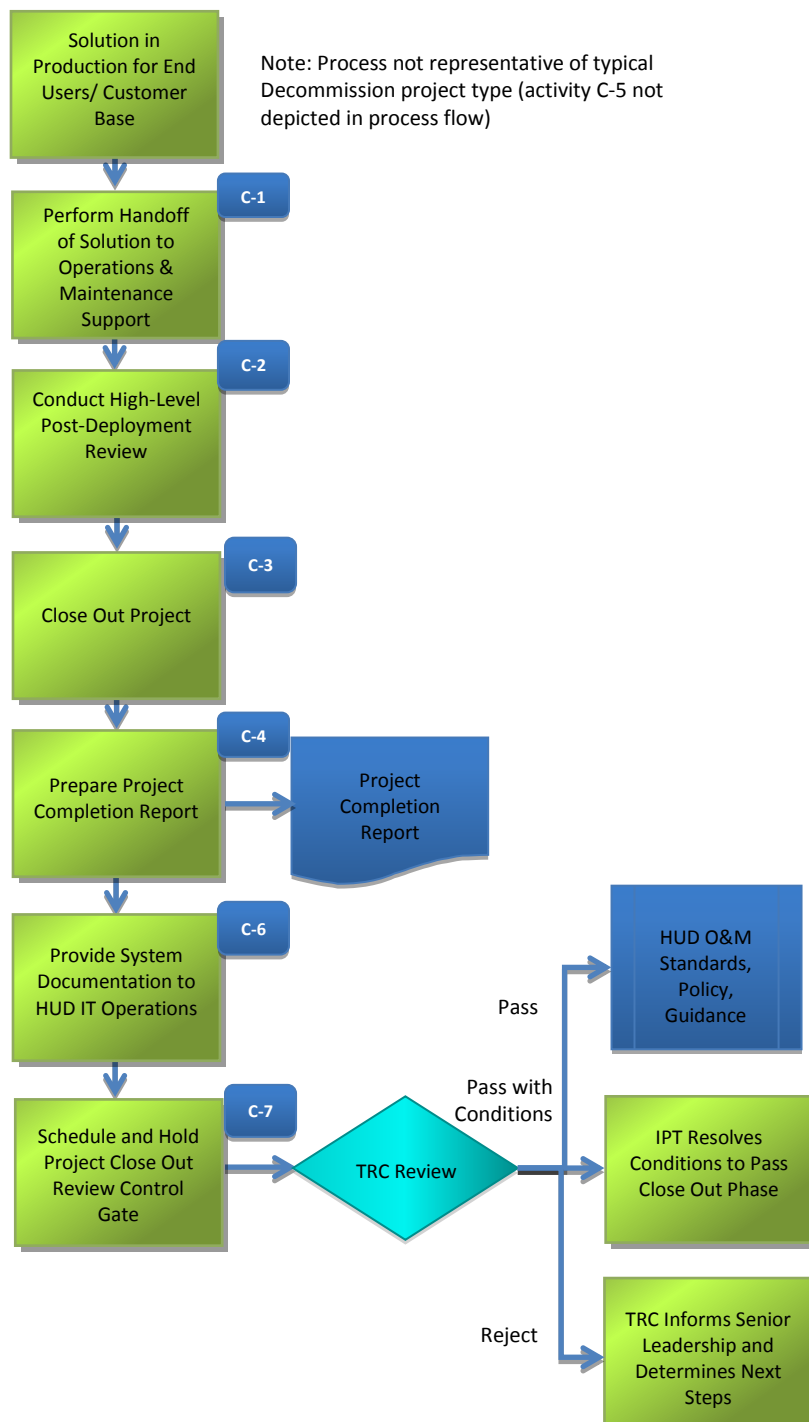 Solution in
Production for End
Users/ Customer
Base
Note: Process not representative of typical
Decommission project type (activity C-5 not
depicted in process flow)
C-1
Perform Handoff
of Solution to
Operations &
Maintenance
Support
C-2
Conduct High-Level
Post-Deployment
Review
C-3
Close Out Project
C-4
Prepare Project
Completion Report
Project
Completion
Report
C-6
Provide System
Documentation to
HUD IT Operations
C-7
Schedule and Hold
Project Close Out
Review Control
Gate
TRC Review
Pass
HUD O&M
Standards,
Policy,
Guidance
Pass with
Conditions
IPT Resolves
Conditions to Pass
Close Out Phase
Reject
TRC Informs Senior
Leadership and
Determines Next
Steps